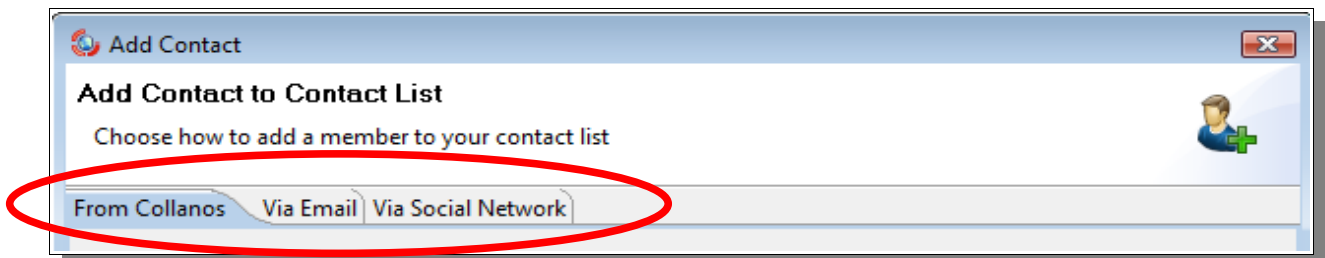 Add Contact
Add Contact to Contact List
Choose how to add a member to your contact list
From Collanos Via Email Via Social Network